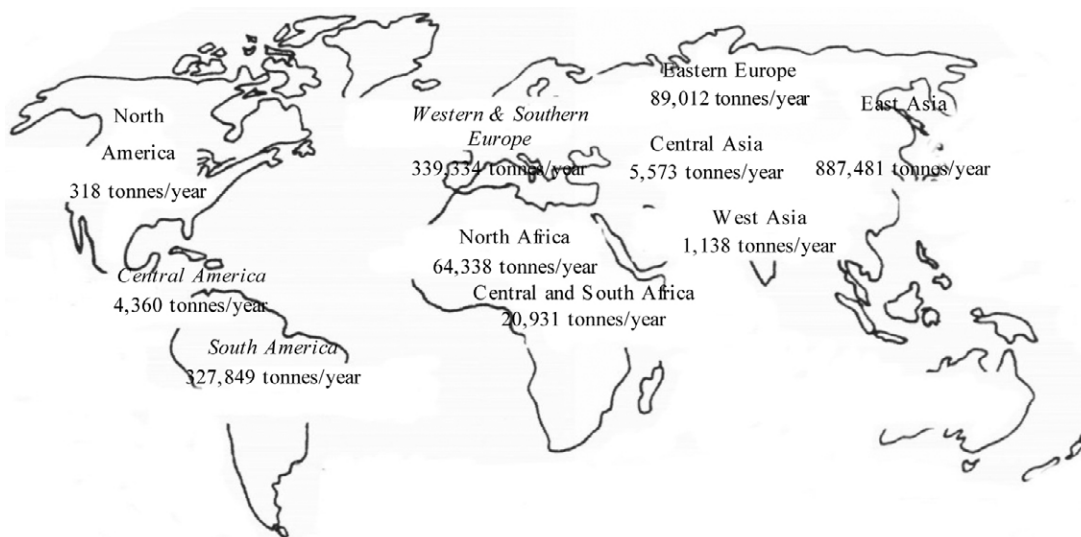 North
America
318 tonnes/year
Central America
4,360 tonnes/year
South America
327,849 tonnes/year
Western & Southern
Europe
339,334 tonnes/year
North Africa
64,338 tonnes/year
Central and South Africa
20,931 tonnes/year
Eastern Europe
89,012 tonnes/year
Central Asia
5,573 tonnes/year
West Asia
1,138 tonnes/year
East Asia
887,481 tonnes/year